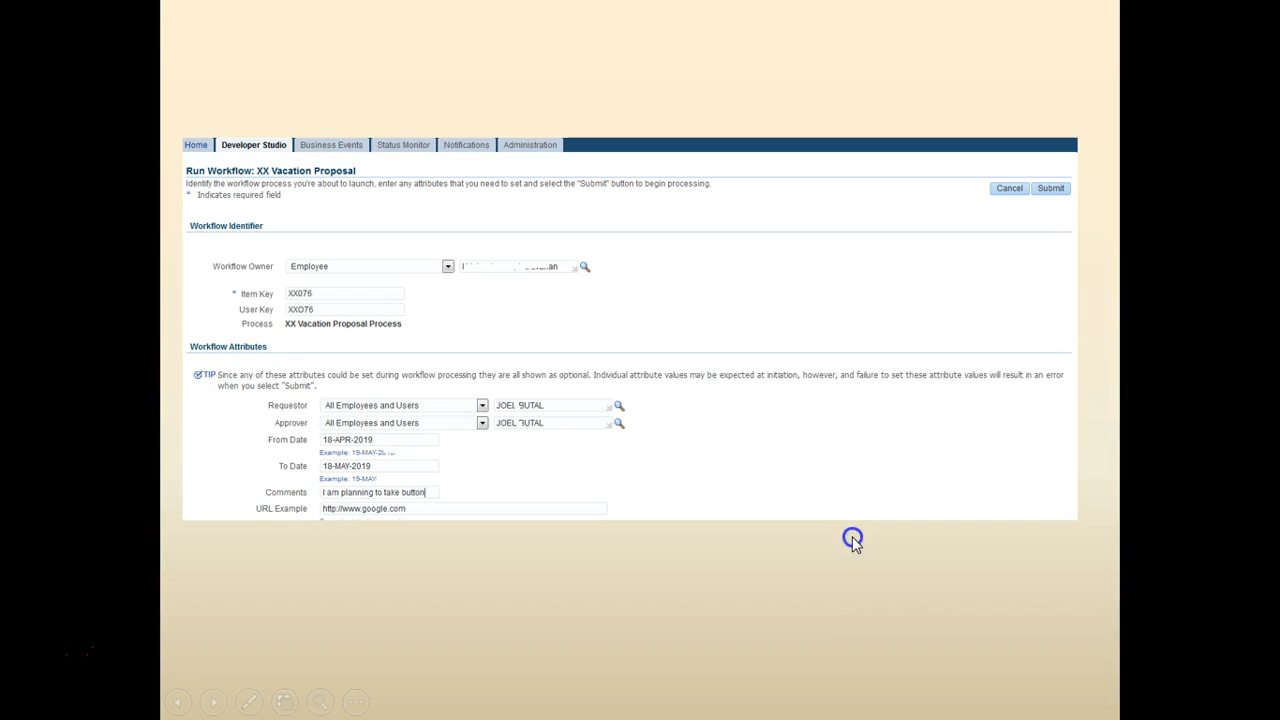 Home Developer Studio Business Events Status Monitor Notifications Administration
Run Workflow: XX Vacation Proposal
Identify the workflow process you're about to launch, enter any attributes that you need to set and select the "Submit" button to begin processing.
* Indicates required field
Cancel Submit
Workflow Identifier
Workflow Owner Employee
* Item Key XX076
User Key XXO76
Process XX Vacation Proposal Process
Workflow Attributes
TIP Since any of these attributes could be set during workflow processing they are all shown as optional. Individual attribute values may be expected at initiation, however, and failure to set these attribute values will result in an error
when you select "Submit".
Requestor All Employees and Users JOEL
Approver All Employees and Users JOEL
From Date 18-APR-2019
Example: 19-MAY-
To Date 18-MAY-2019
Example: 19-MAY
Comments I am planning to take button
URL Example http://www.google.com